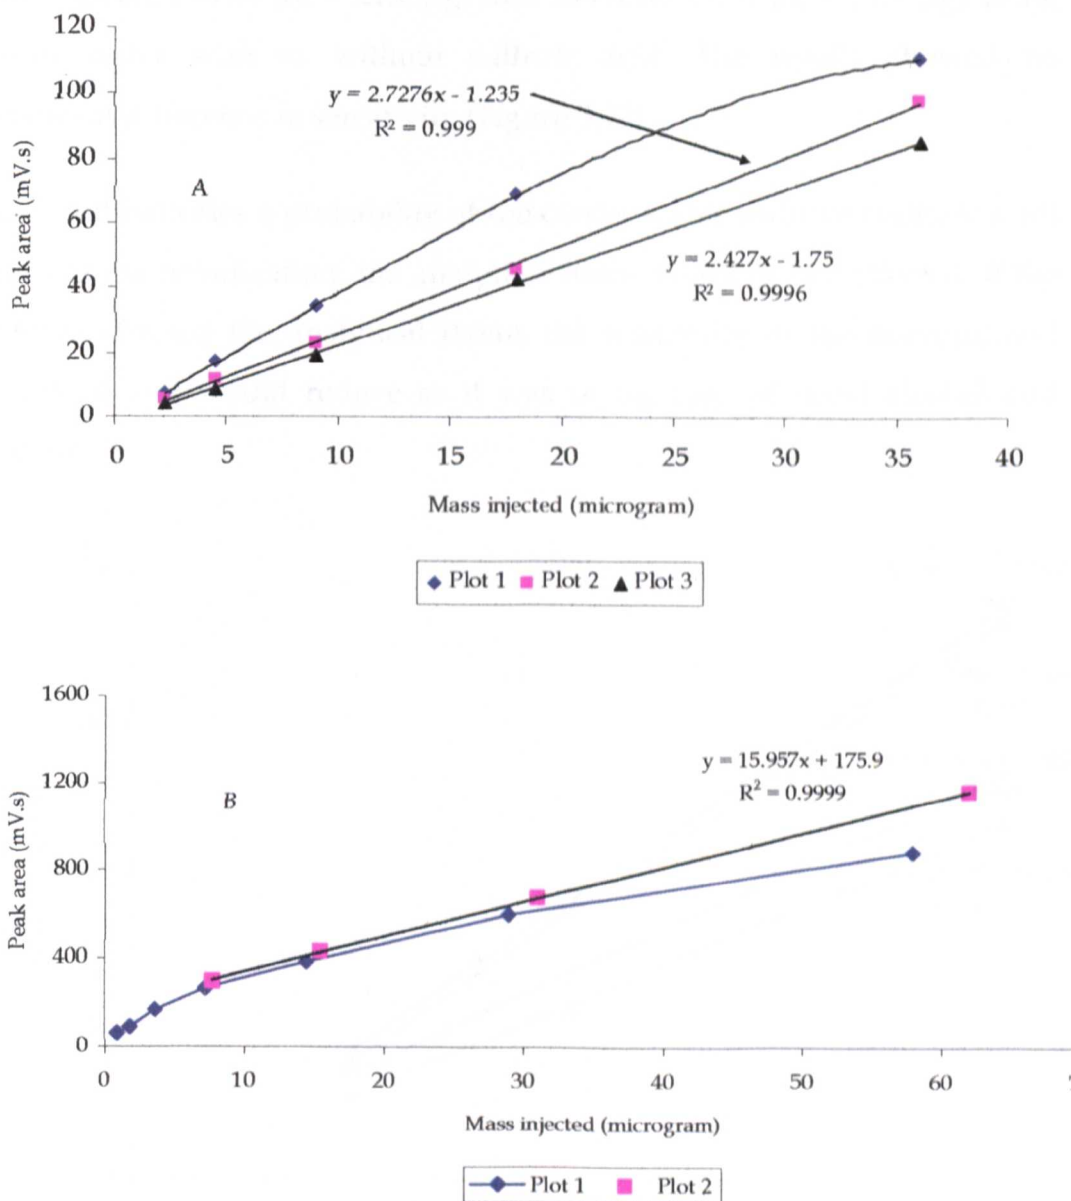 120
100
80
60
40
20
0
Peak area (mV.s)
A
y = 2.7276x - 1.235
R² = 0.999
y = 2.427x - 1.75
R² = 0.9996
0 5 10 15 20 25 30 35 40
Mass injected (microgram)
Plot 1 Plot 2 Plot 3
1600
1200
800
400
0
Peak area (mV.s)
B
y = 15.957x + 175.9
R² = 0.9999
0 10 20 30 40 50 60
Mass injected (microgram)
Plot 1 Plot 2